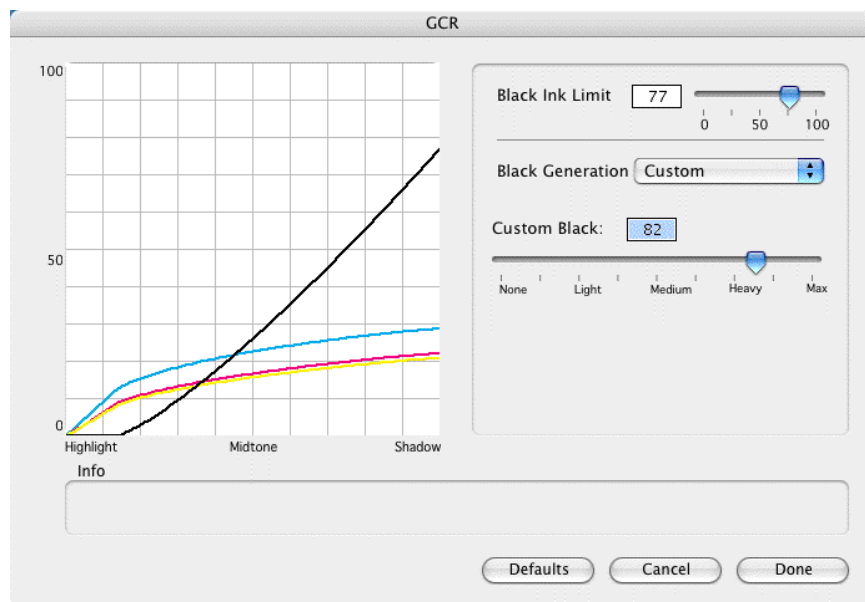 GCR
100
50
0
Highlight Midtone Shadow
Black Ink Limit 77
0 50 100
Black Generation Custom
Custom Black: 82
None Light Medium Heavy Max
Info
Defaults Cancel Done